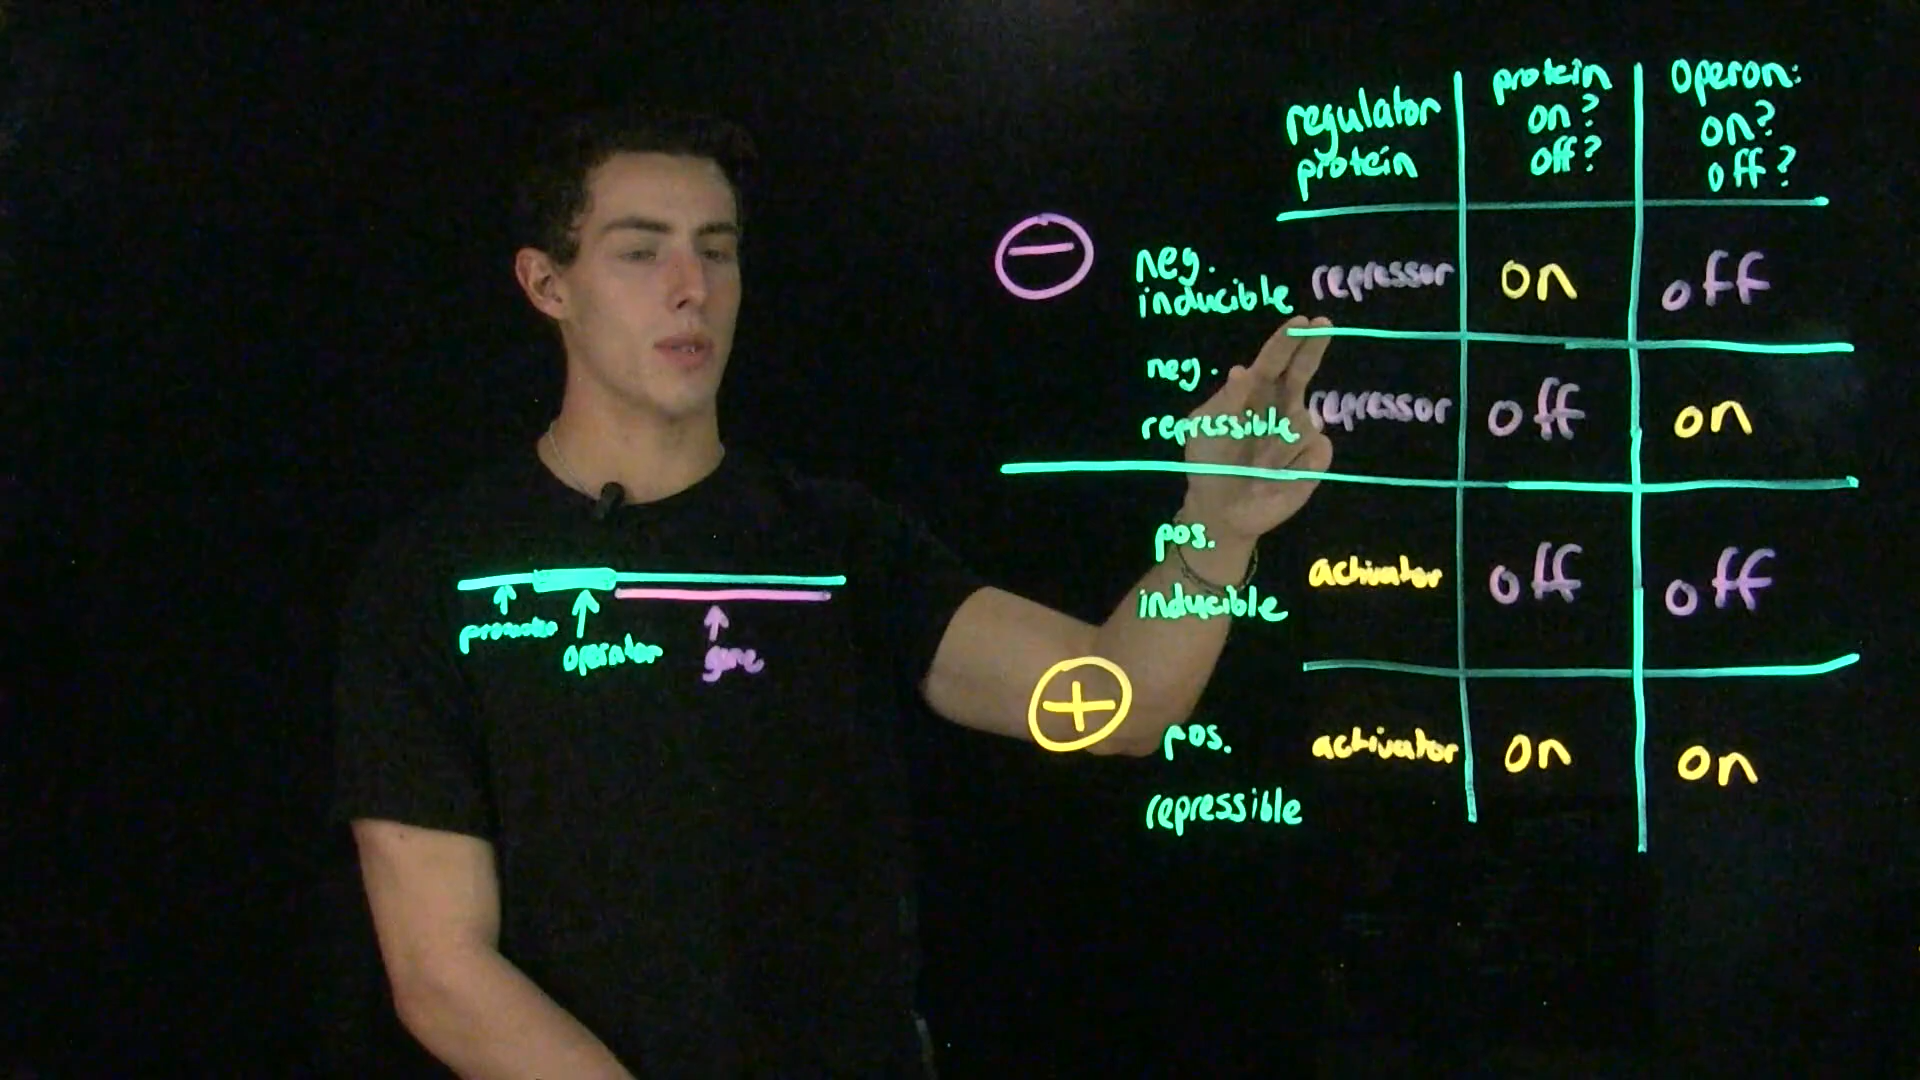 regulator
protein
protein
on?
off?
operon:
on?
off?
neg.
inducible
repressor
on
off
neg.
repressible
repressor
off
on
pos.
inducible
activator
off
off
pos.
repressible
activator
on
on
promoter
operator
gene